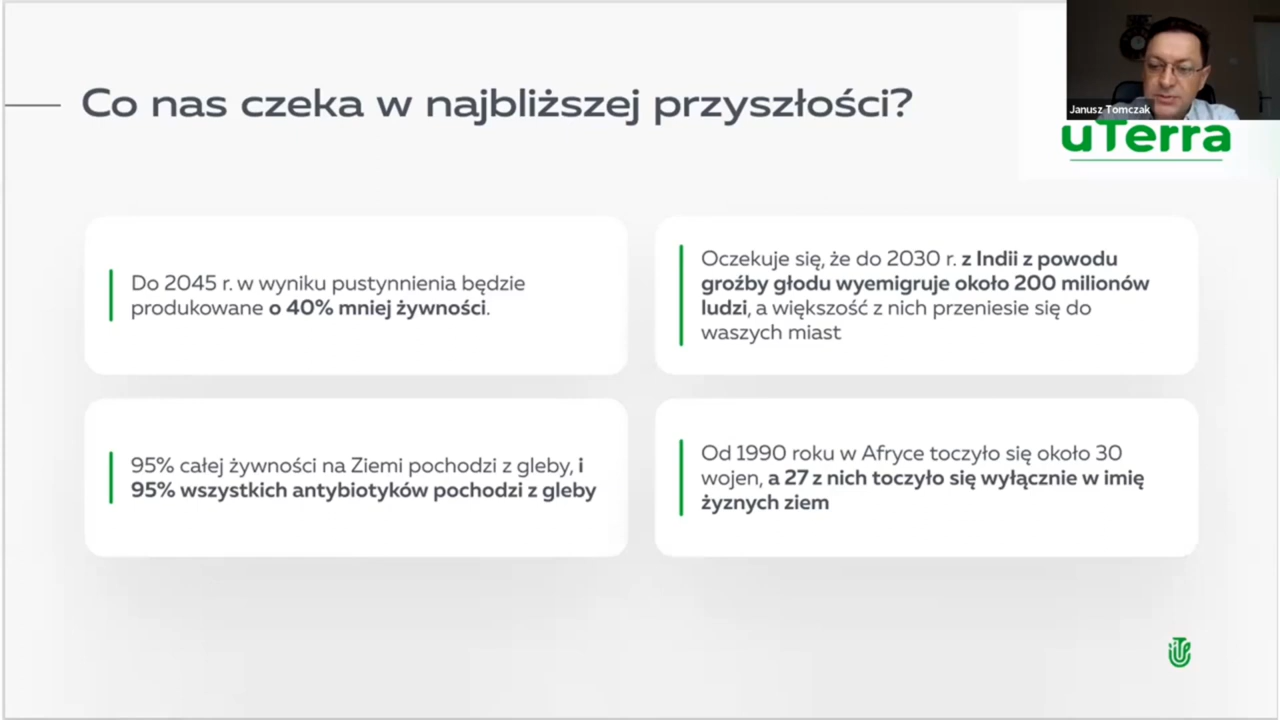 Co nas czeka w najbliższej przyszłości?
Janusz Tomczak
uTerra
Do 2045 r. w wyniku pustynnienia będzie
produkowane o 40% mniej żywności.
Oczekuje się, że do 2030 r. z Indii z powodu
groźby głodu wyemigruje około 200 milionów
ludzi, a większość z nich przeniesie się do
waszych miast
95% całej żywności na Ziemi pochodzi z gleby, i
95% wszystkich antybiotyków pochodzi z gleby
Od 1990 roku w Afryce toczyło się około 30
wojen, a 27 z nich toczyło się wyłącznie w imię
żyznych ziem